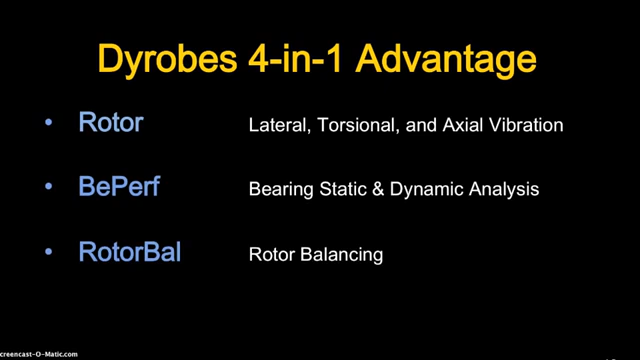 Dyrobes 4-in-1 Advantage
• Rotor Lateral, Torsional, and Axial Vibration
• BePerf Bearing Static & Dynamic Analysis
• RotorBal Rotor Balancing
creencast-O-Matic.com